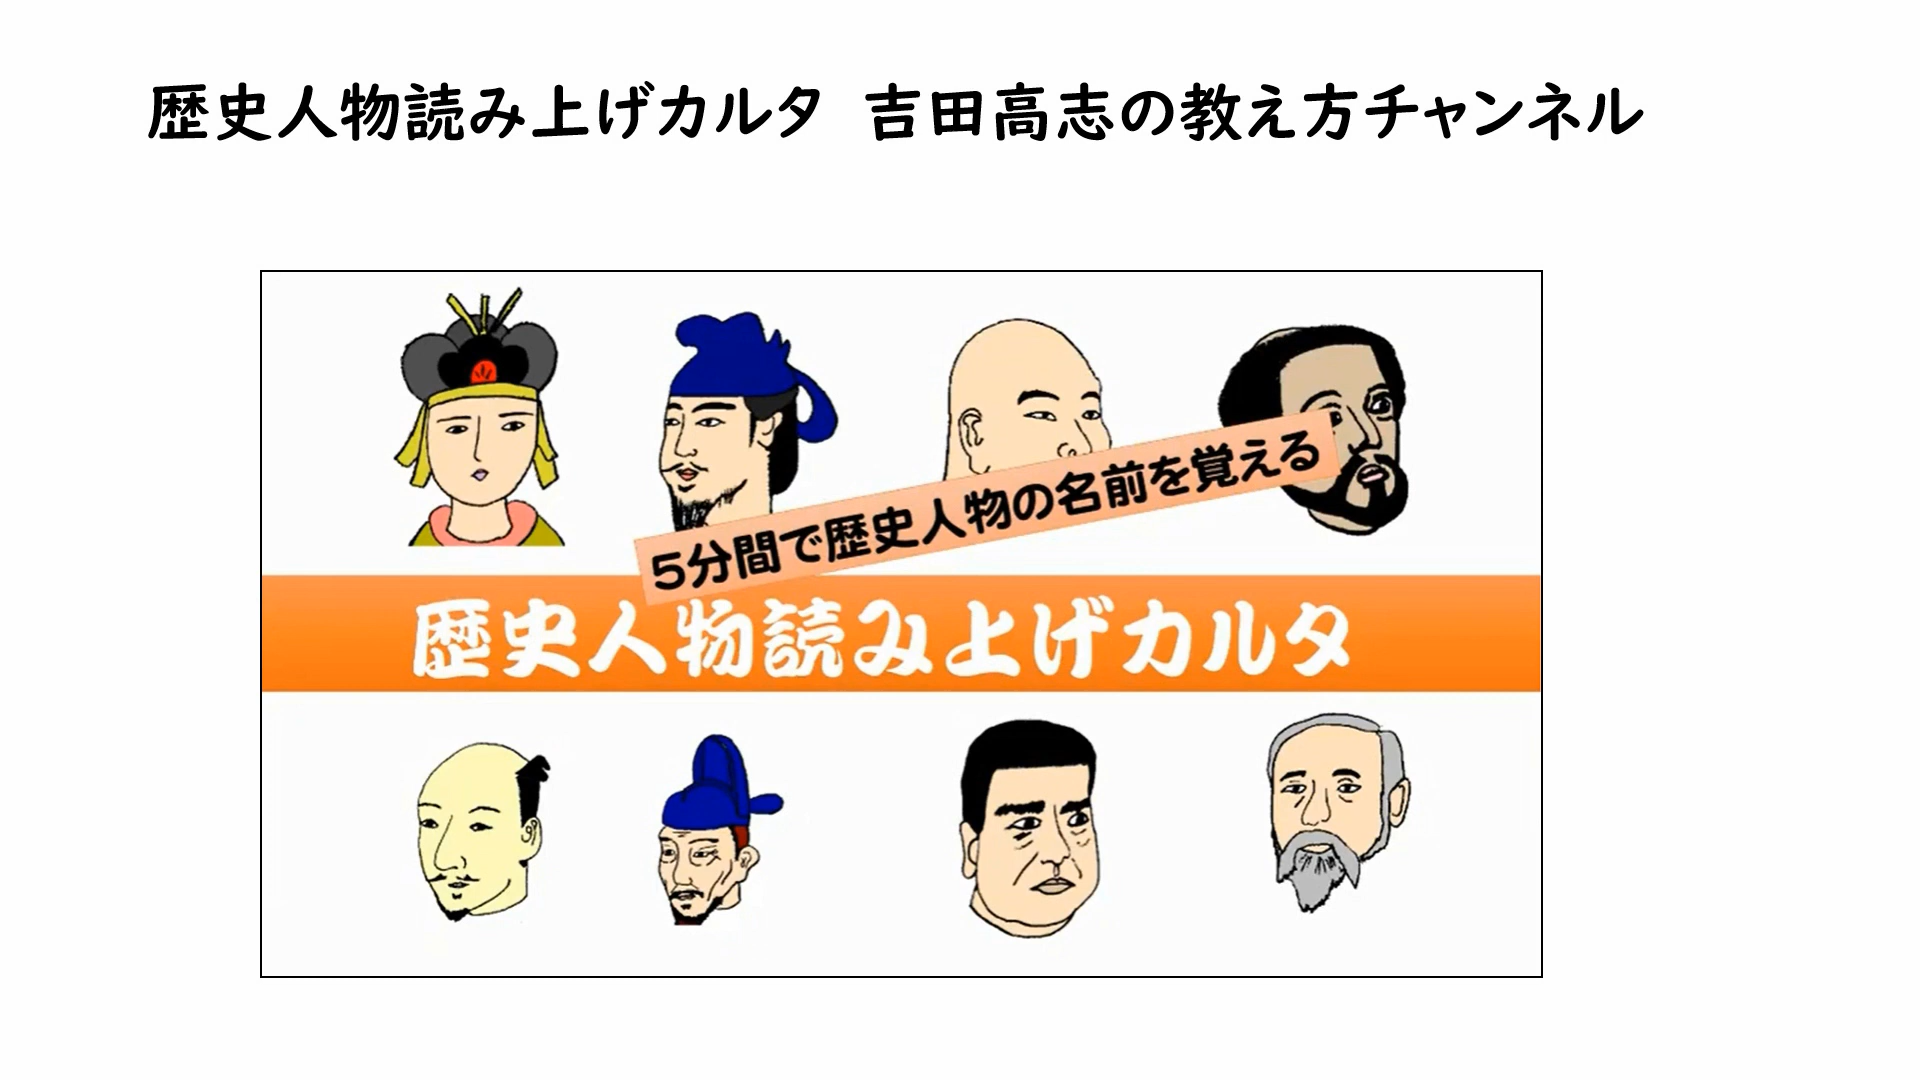 歴史人物読み上げカルタ 吉田高志の教え方チャンネル
5分間で歴史人物の名前を覚える
歴史人物読み上げカルタ